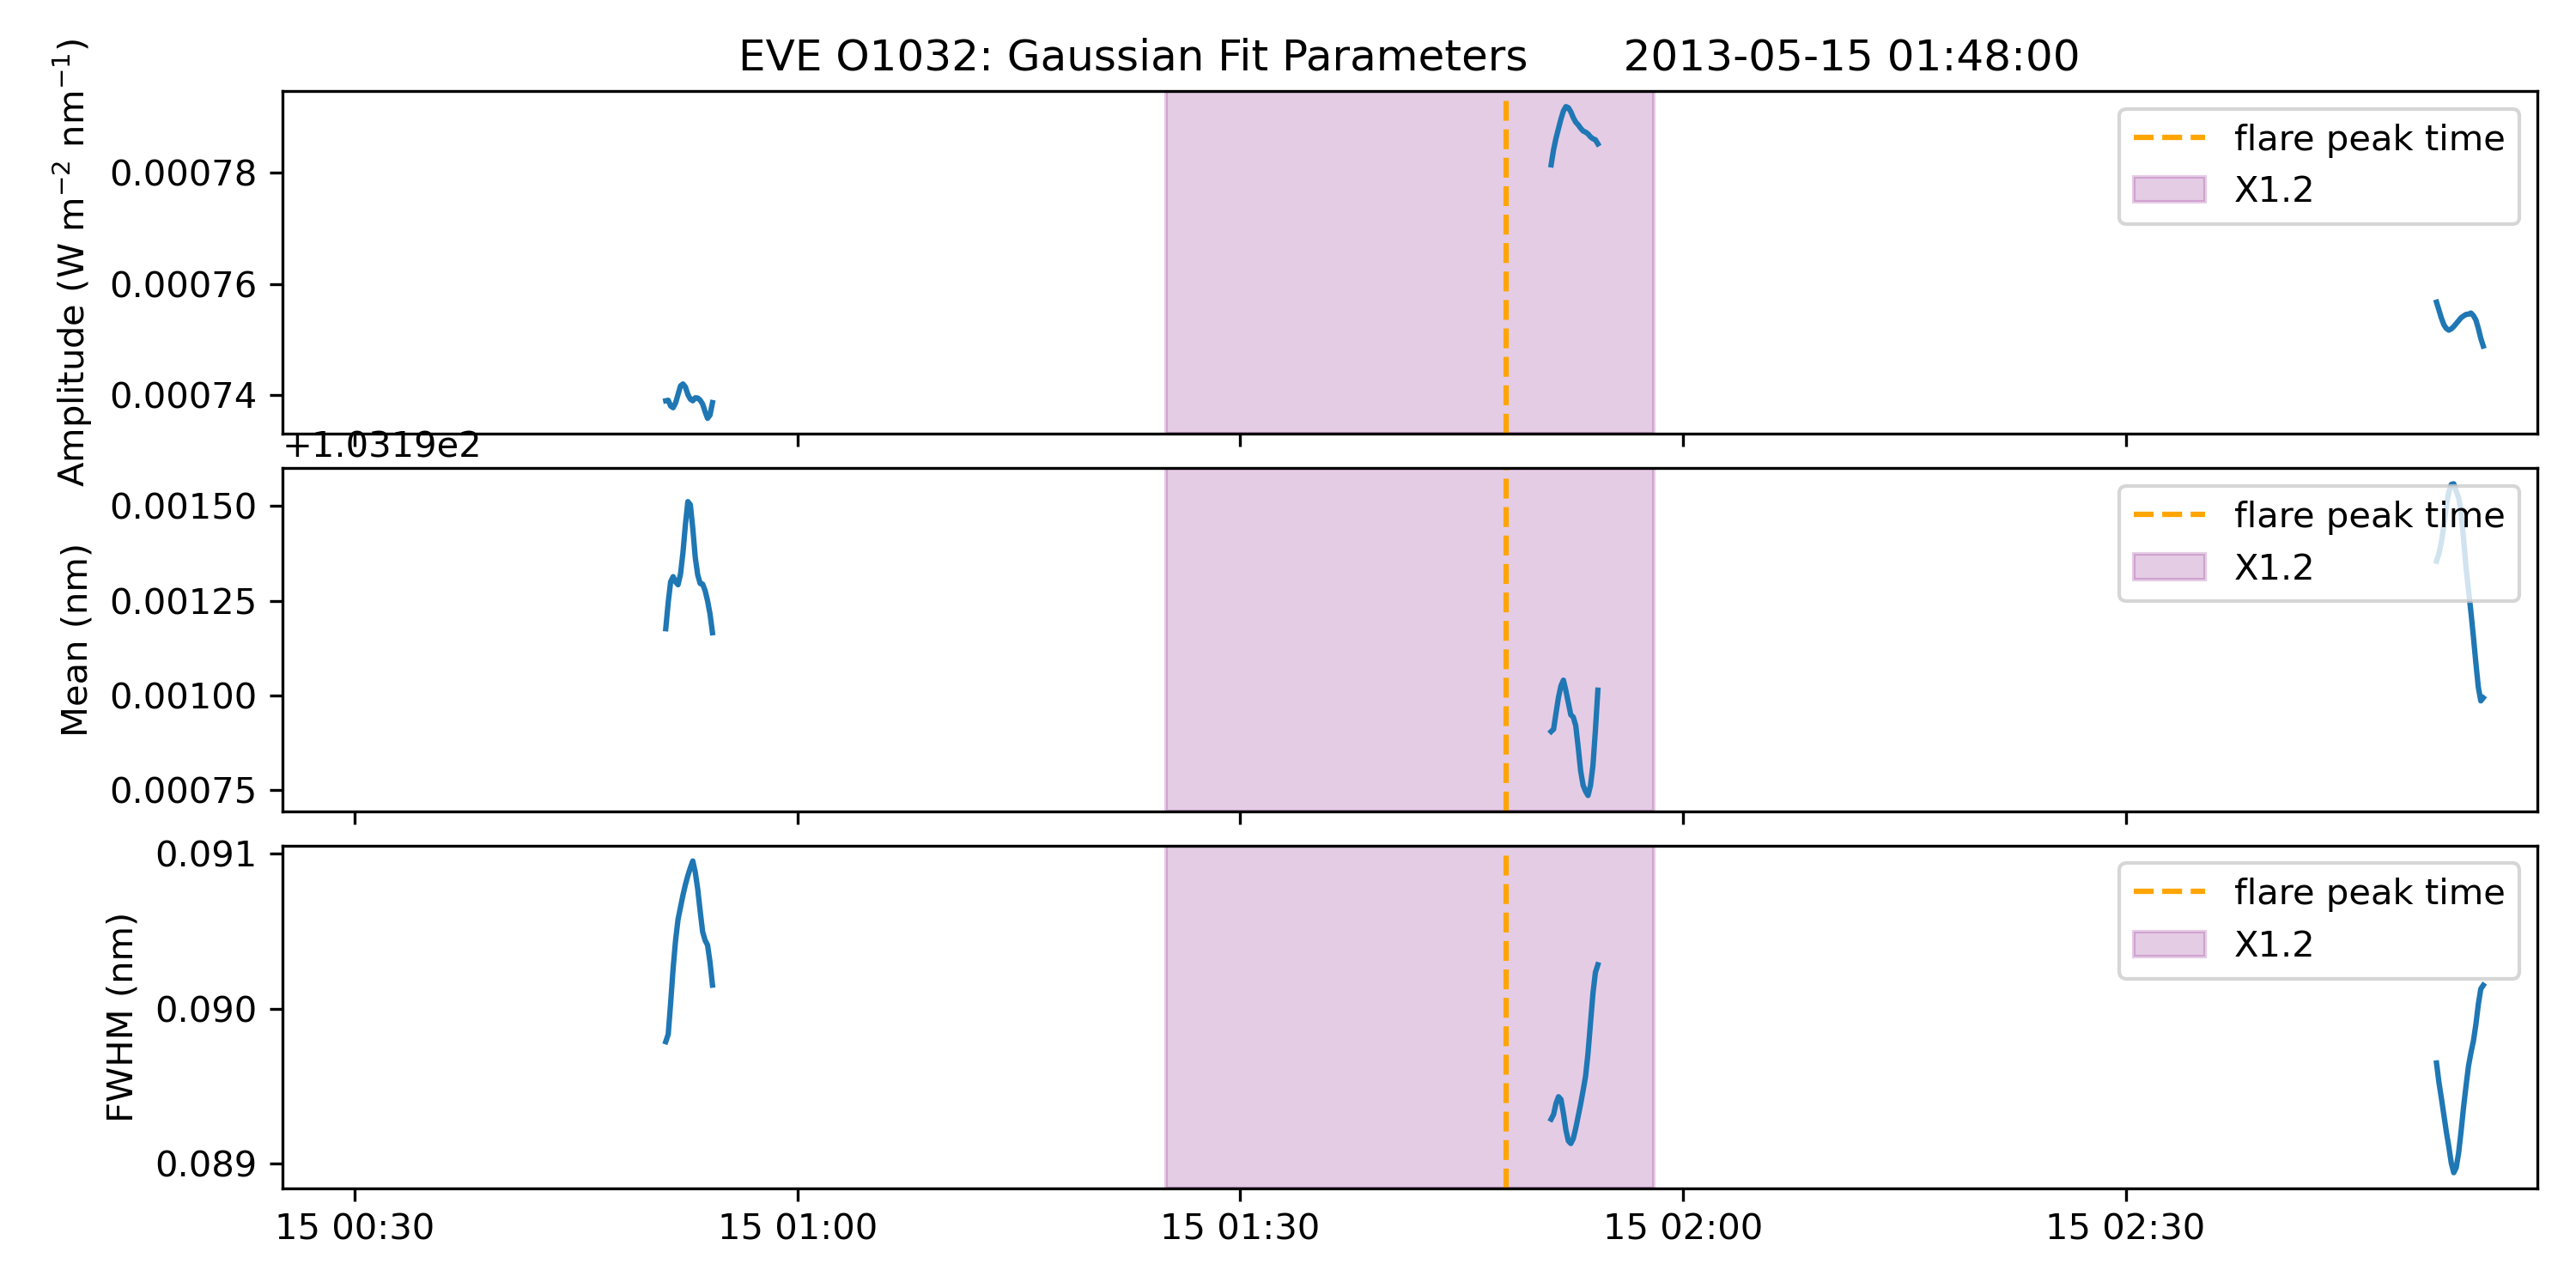 EVE O1032: Gaussian Fit Parameters 2013-05-15 01:48:00
Amplitude (W m⁻² nm⁻¹)
0.00078
0.00076
0.00074
flare peak time
X1.2
+1.0319e2
Mean (nm)
0.00150
0.00125
0.00100
0.00075
flare peak time
X1.2
FWHM (nm)
0.091
0.090
0.089
flare peak time
X1.2
15 00:30 15 01:00 15 01:30 15 02:00 15 02:30